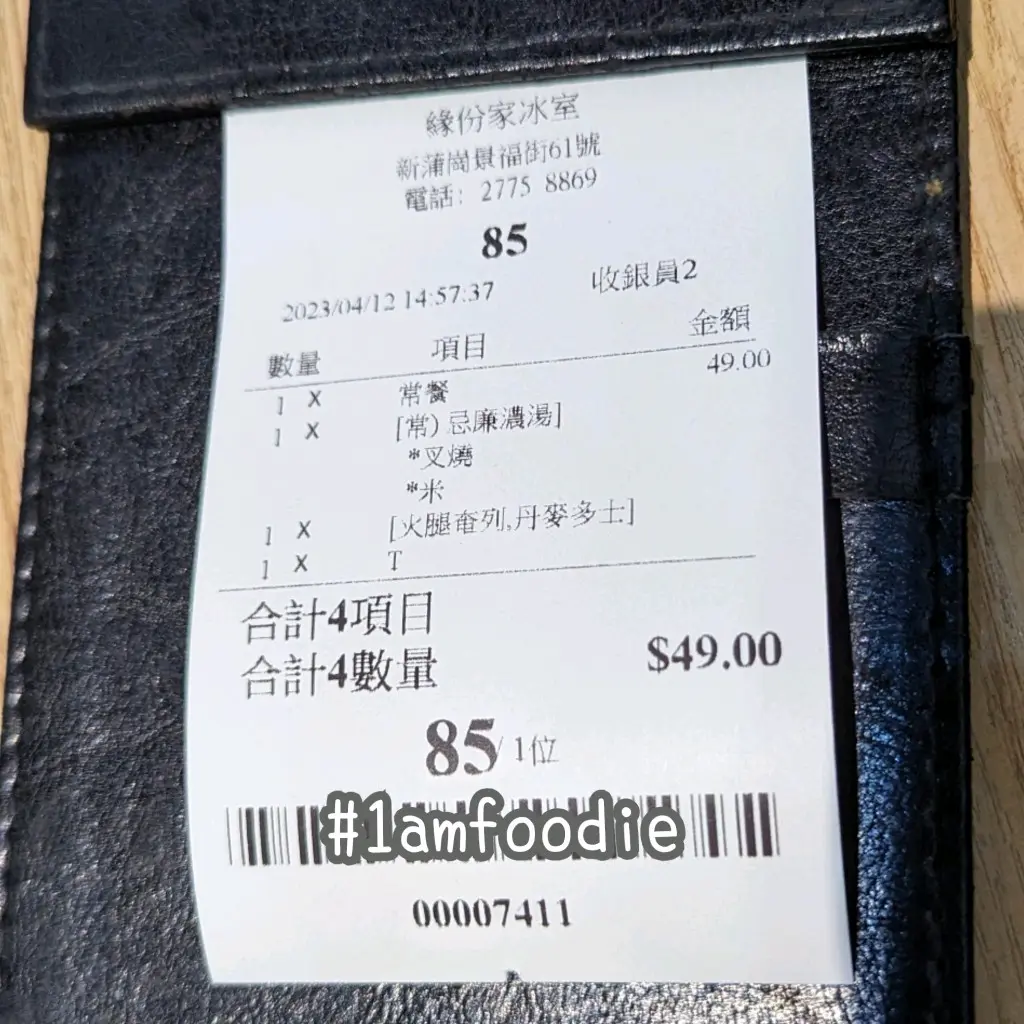 緣份家冰室
新蒲崗景福街61號
電話: 2775 8869
85
2023/04/12 14:57:37 收銀員2
數量 項目 金額
1 X 常餐 49.00
1 X [常) 忌廉濃湯]
*叉燒
*米
1 X [火腿奄列,丹麥多士]
1 X T
合計4項目
合計4數量 $49.00
85/ 1位
#1amfoodie
00007411